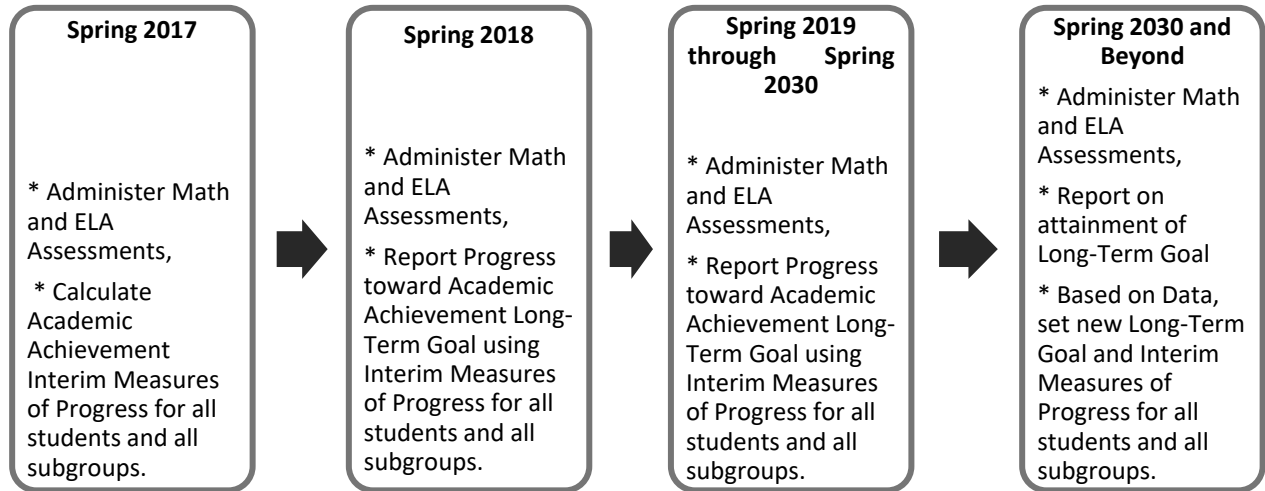 Spring 2017
* Administer Math
and ELA
Assessments,
* Calculate
Academic
Achievement
Interim Measures
of Progress for all
students and all
subgroups.
Spring 2018
* Administer Math
and ELA
Assessments,
* Report Progress
toward Academic
Achievement Long-
Term Goal using
Interim Measures
of Progress for all
students and all
subgroups.
Spring 2019
through Spring
2030
* Administer Math
and ELA
Assessments,
* Report Progress
toward Academic
Achievement Long-
Term Goal using
Interim Measures
of Progress for all
students and all
subgroups.
Spring 2030 and
Beyond
* Administer Math
and ELA
Assessments,
* Report on
attainment of
Long-Term Goal
* Based on Data,
set new Long-Term
Goal and Interim
Measures of
Progress for all
students and all
subgroups.